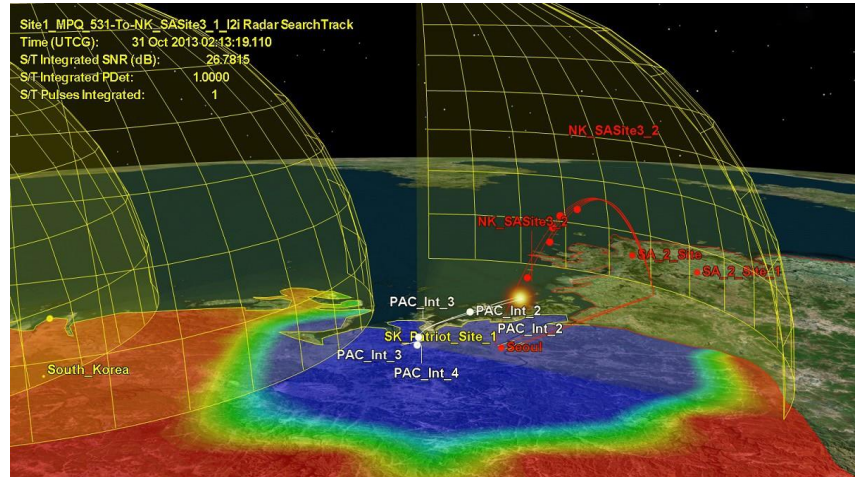 Site1_MPQ_531-To-NK_SASite3_1_I2i Radar SearchTrack
Time (UTCG): 31 Oct 2013 02:13:19.110
S/T Integrated SNR (dB): 26.7815
S/T Integrated PDet: 1.0000
S/T Pulses Integrated: 1
NK_SASite3_2
NK_SASite3_2
SA_2_Site
SA_2_Site_1
PAC_Int_3
PAC_Int_2
PAC_Int_2
SK_Patriot_Site_1
Seoul
PAC_Int_3
South_Korea
PAC_Int_4